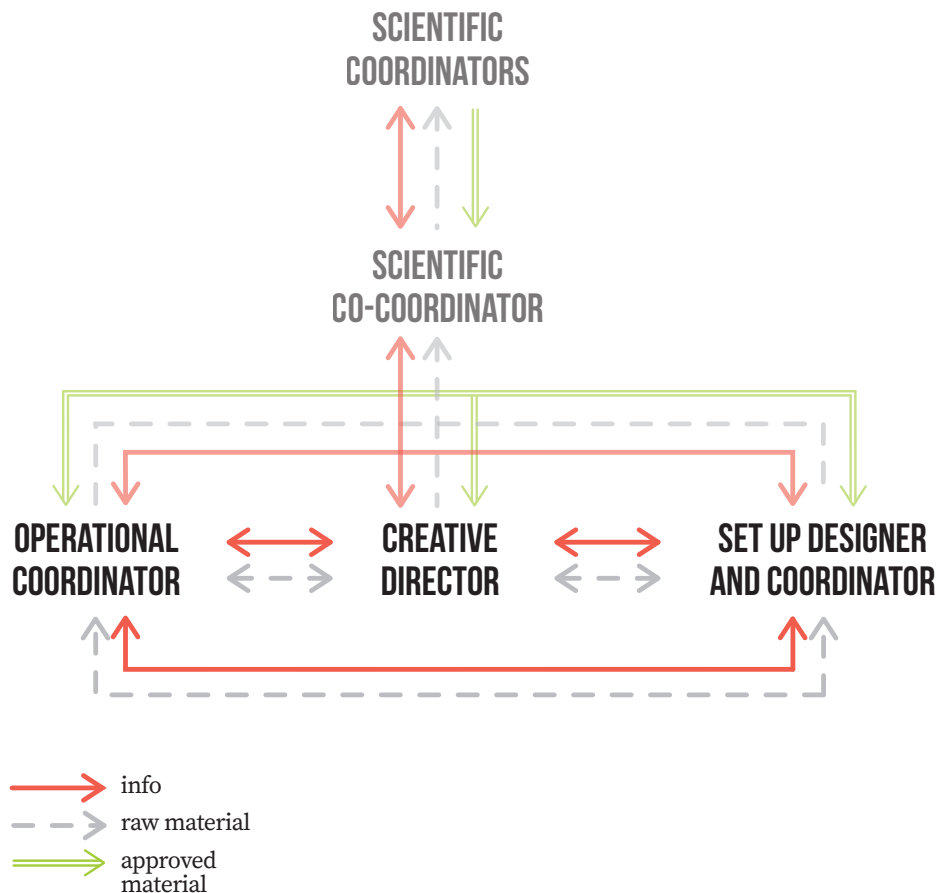 SCIENTIFIC
COORDINATORS
SCIENTIFIC
CO-COORDINATOR
OPERATIONAL
COORDINATOR
CREATIVE
DIRECTOR
SET UP DESIGNER
AND COORDINATOR
info
raw material
approved
material